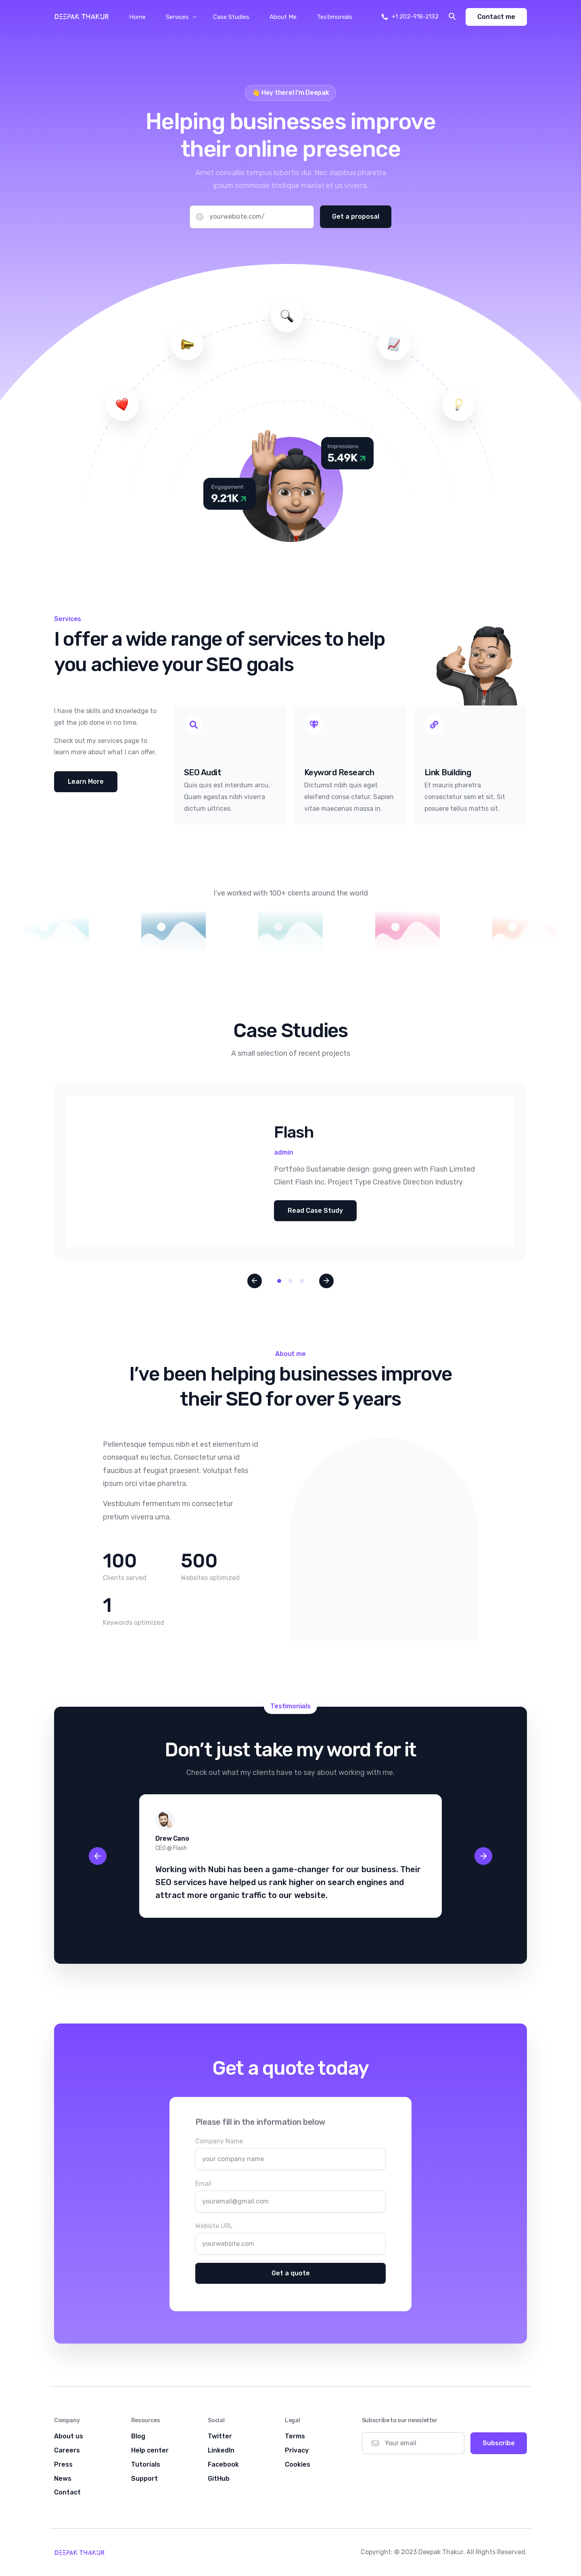 DEEPAK THAKUR
Home
Services
Case Studies
About Me
Testimonials
+1 202-918-2132
Contact me
👋 Hey there! I'm Deepak
Helping businesses improve
their online presence
Amet convallis tempus lobortis dui. Nec dapibus pharetra
ipsum commodo tristique maniat et us viverra.
yourwebsite.com/
Get a proposal
Impressions
5.49K
Engagement
9.21K
Services
I offer a wide range of services to help
you achieve your SEO goals
I have the skills and knowledge to
get the job done in no time.
Check out my services page to
learn more about what I can offer.
Learn More
SEO Audit
Quis quis est interdum arcu.
Quam egestas nibh viverra
dictum ultrices.
Keyword Research
Dictumst nibh quis eget
eleifend conse ctetur. Sapien
vitae maecenas massa in.
Link Building
Et mauris pharetra
consectetur sem et sit. Sit
posuere tellus mattis sit.
I've worked with 100+ clients around the world
Case Studies
A small selection of recent projects
Flash
admin
Portfolio Sustainable design: going green with Flash Limited
Client Flash Inc. Project Type Creative Direction Industry
Read Case Study
About me
I've been helping businesses improve
their SEO for over 5 years
Pellentesque tempus nibh et est elementum id
consequat eu lectus. Consectetur urna id
faucibus at feugiat praesent. Volutpat felis
ipsum orci vitae pharetra.
Vestibulum fermentum mi consectetur
pretium viverra urna.
100
Clients served
500
Websites optimized
1
Keywords optimized
Testimonials
Don't just take my word for it
Check out what my clients have to say about working with me.
Drew Cano
CEO @ Flash
Working with Nubi has been a game-changer for our business. Their
SEO services have helped us rank higher on search engines and
attract more organic traffic to our website.
Get a quote today
Please fill in the information below
Company Name
your company name
Email
youremail@gmail.com
Website URL
yourwebsite.com
Get a quote
Company
About us
Careers
Press
News
Contact
Resources
Blog
Help center
Tutorials
Support
Social
Twitter
LinkedIn
Facebook
GitHub
Legal
Terms
Privacy
Cookies
Subscribe to our newsletter
Your email
Subscribe
DEEPAK THAKUR
Copyright: © 2023 Deepak Thakur. All Rights Reserved.